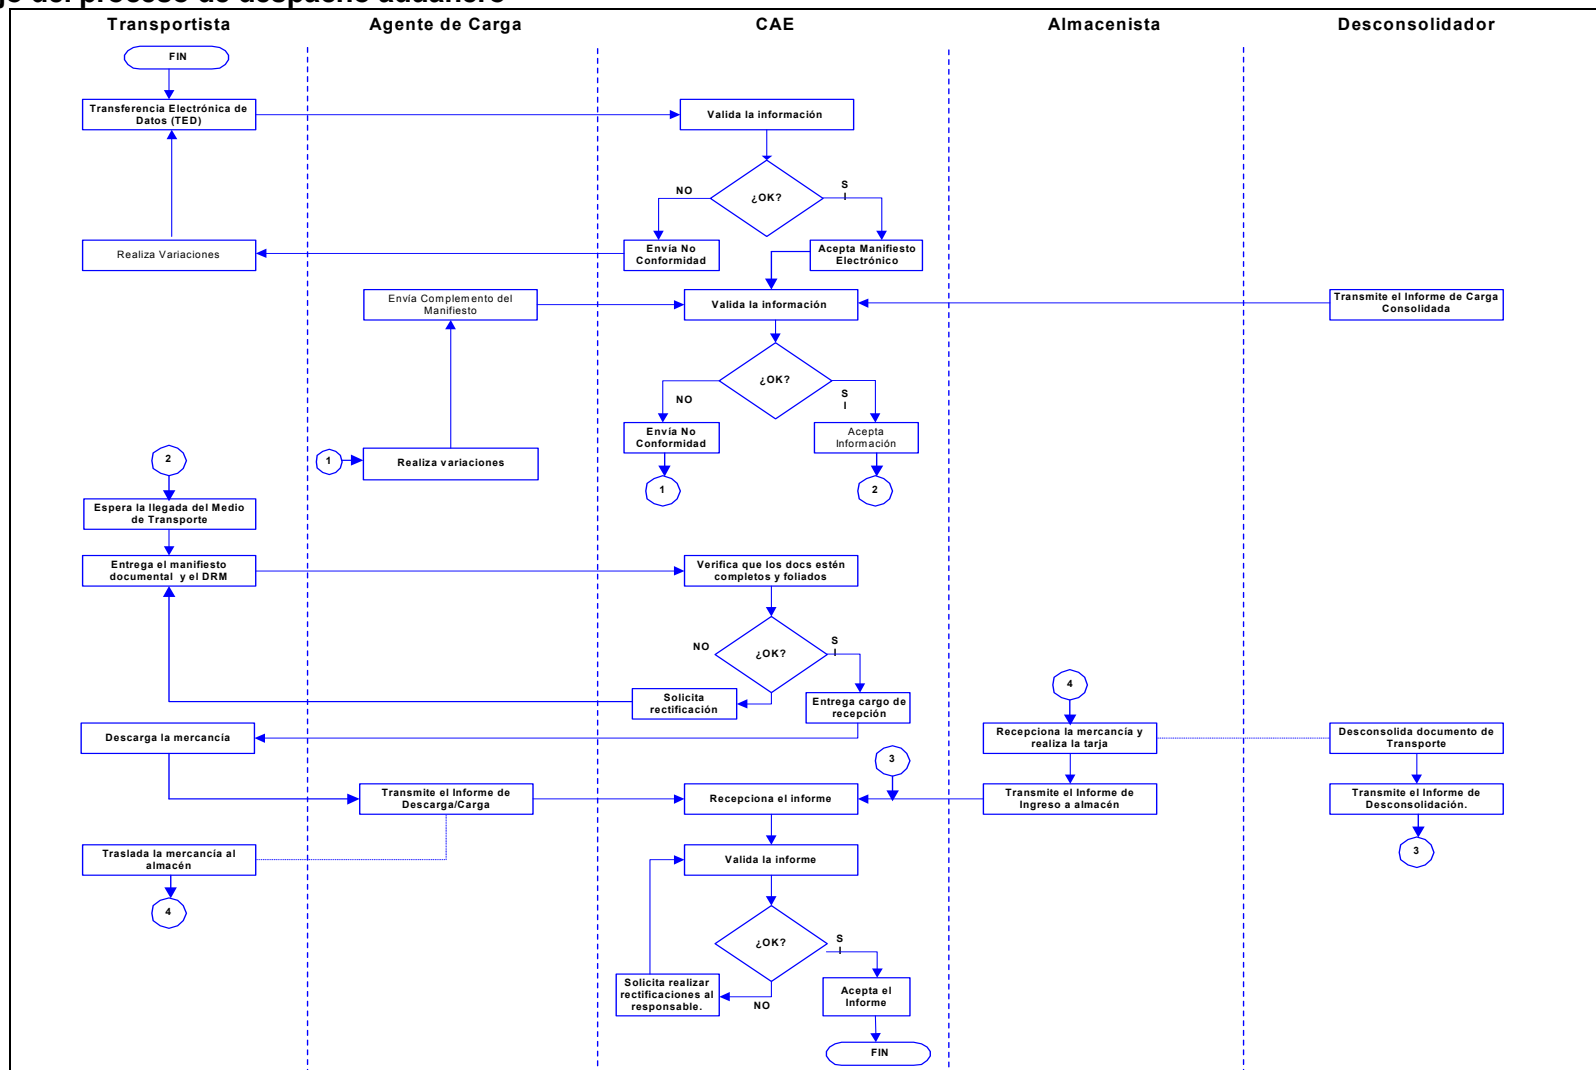 jo del proceso de despacho aduanero
Transportista
Agente de Carga
CAE
Almacenista
Desconsolidador
FIN
Transferencia Electrónica de
Datos (TED)
Valida la información
¿OK?
NO
S
I
Realiza Variaciones
Envía No
Conformidad
Acepta Manifiesto
Electrónico
Envía Complemento del
Manifiesto
Valida la información
Transmite el Informe de Carga
Consolidada
¿OK?
NO
S
I
Envía No
Conformidad
Acepta
Información
1
Realiza variaciones
1
2
2
Espera la llegada del Medio
de Transporte
Entrega el manifiesto
documental y el DRM
Verifica que los docs estén
completos y foliados
¿OK?
NO
S
I
Solicita
rectificación
Entrega cargo de
recepción
4
Descarga la mercancía
Recepciona la mercancía y
realiza la tarja
Desconsolida documento de
Transporte
3
Transmite el Informe de
Descarga/Carga
Recepciona el informe
Transmite el Informe de
Ingreso a almacén
Transmite el Informe de
Desconsolidación.
3
Traslada la mercancía al
almacén
Valida la informe
4
¿OK?
S
I
Solicita realizar
rectificaciones al
responsable.
NO
Acepta el
Informe
FIN